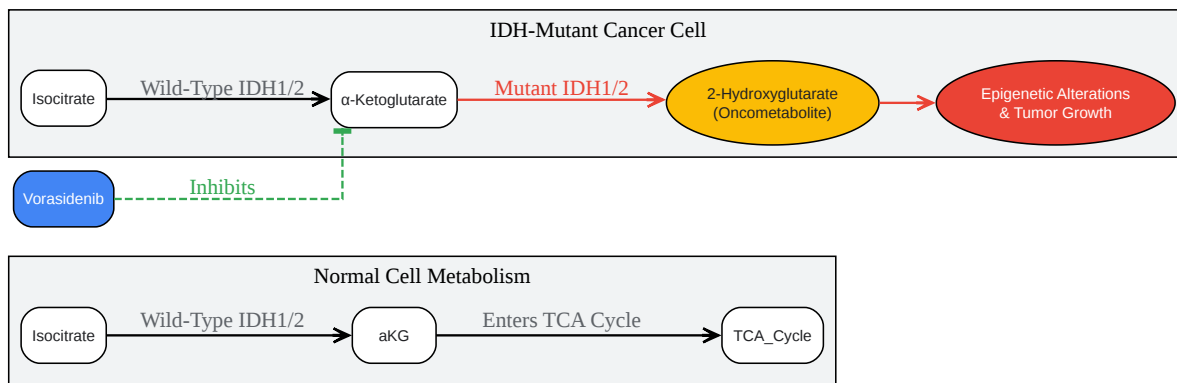 IDH-Mutant Cancer Cell
Isocitrate
Wild-Type IDH1/2
α-Ketoglutarate
Mutant IDH1/2
2-Hydroxyglutarate
(Oncometabolite)
Epigenetic Alterations
& Tumor Growth
Vorasidenib
Inhibits
Normal Cell Metabolism
Isocitrate
Wild-Type IDH1/2
aKG
Enters TCA Cycle
TCA_Cycle